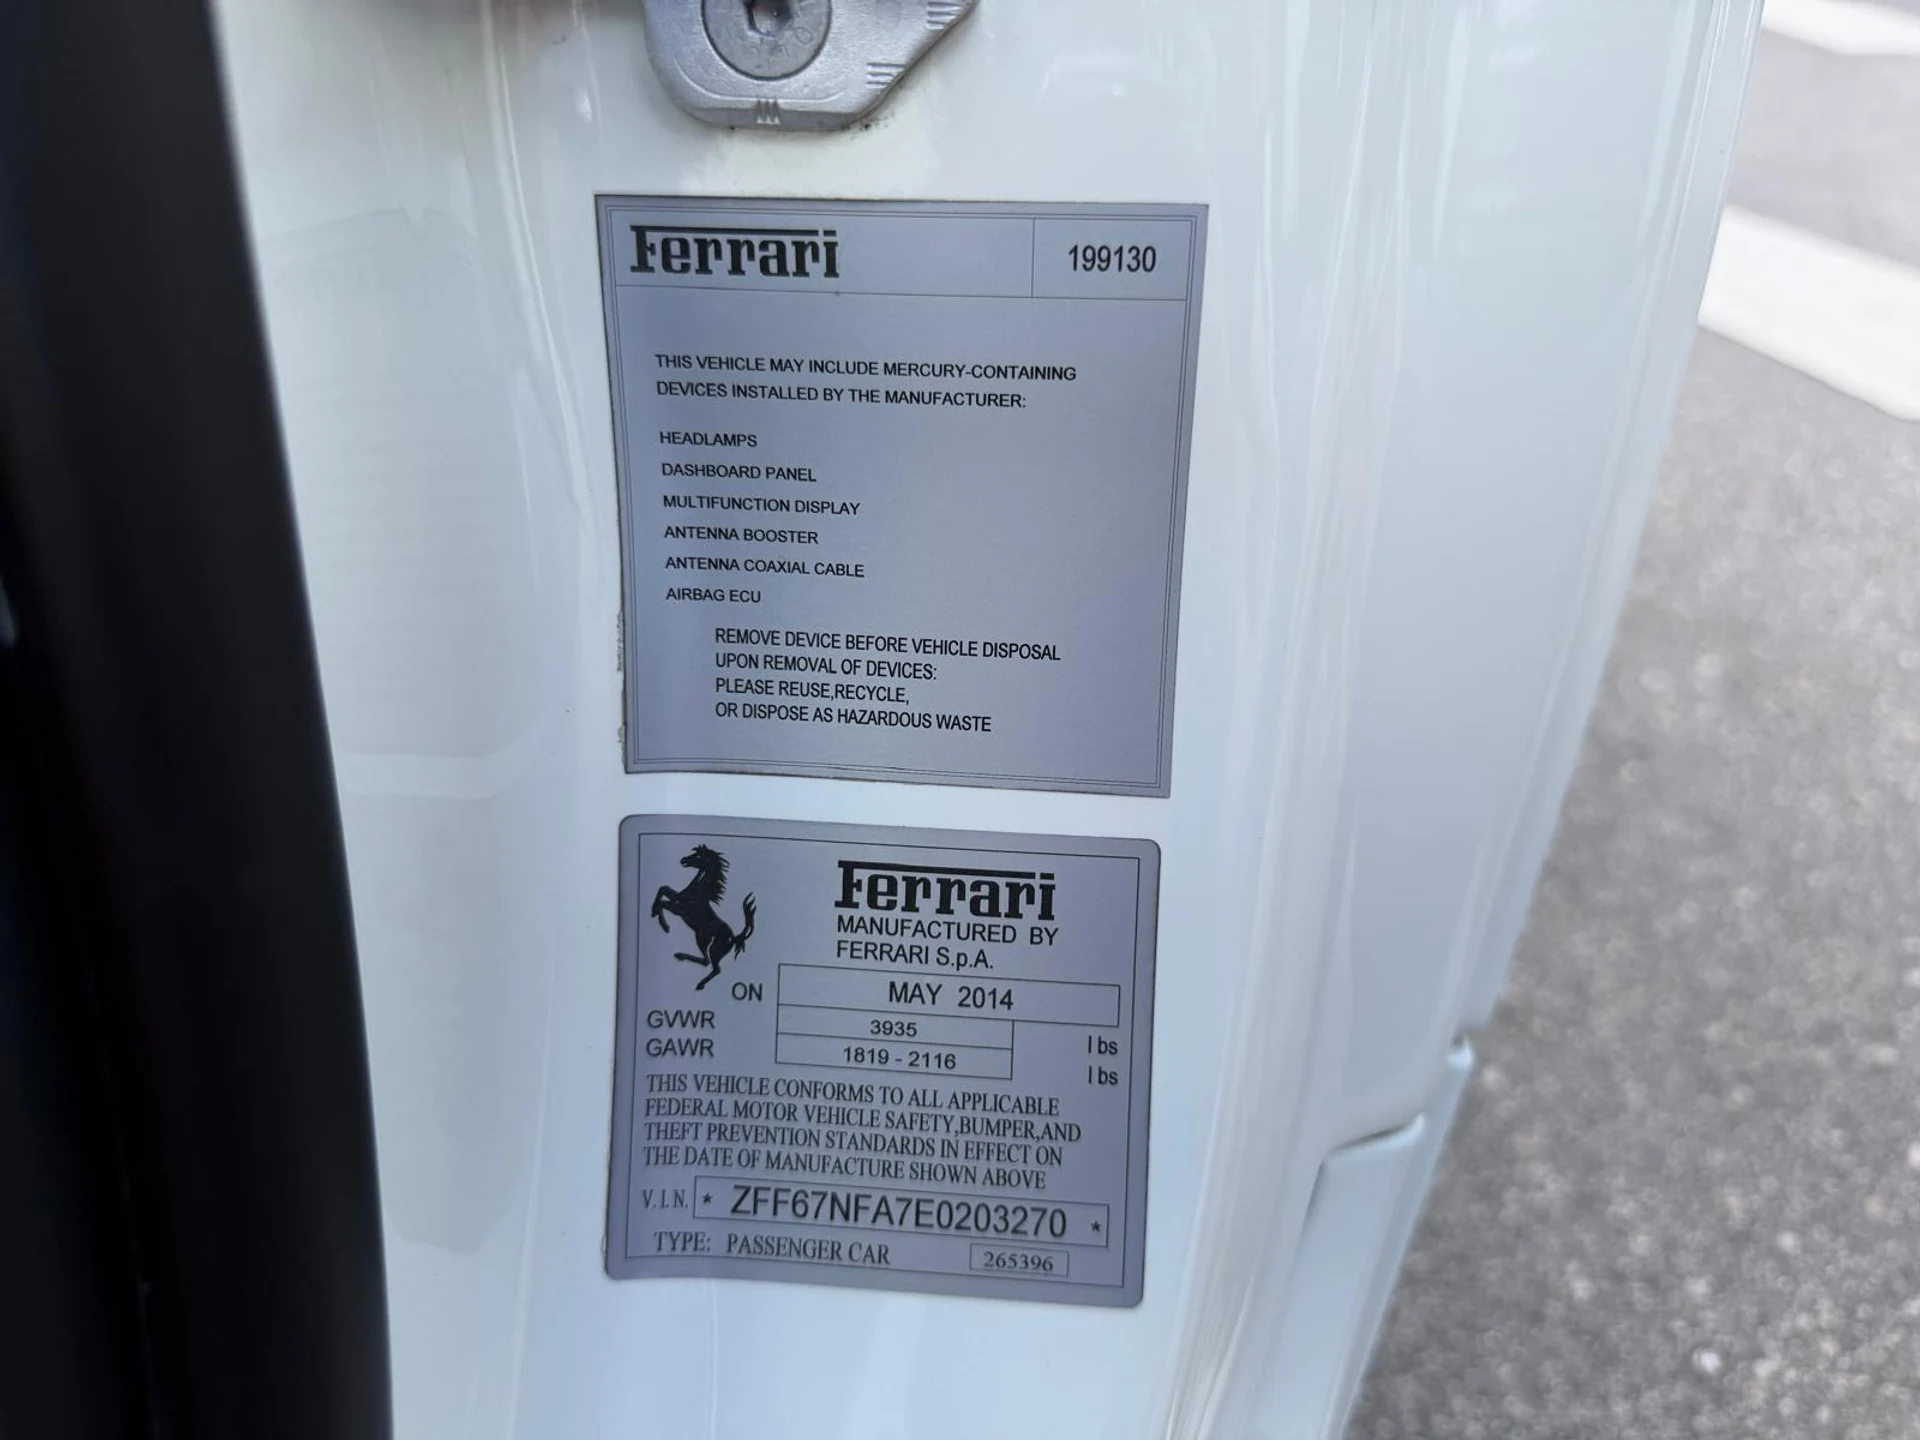 Ferrari 199130
THIS VEHICLE MAY INCLUDE MERCURY-CONTAINING
DEVICES INSTALLED BY THE MANUFACTURER:
HEADLAMPS
DASHBOARD PANEL
MULTIFUNCTION DISPLAY
ANTENNA BOOSTER
ANTENNA COAXIAL CABLE
AIRBAG ECU
REMOVE DEVICE BEFORE VEHICLE DISPOSAL
UPON REMOVAL OF DEVICES:
PLEASE REUSE,RECYCLE,
OR DISPOSE AS HAZARDOUS WASTE
Ferrari
MANUFACTURED BY
FERRARI S.p.A.
ON MAY 2014
GVWR 3935 lbs
GAWR 1819 - 2116 lbs
THIS VEHICLE CONFORMS TO ALL APPLICABLE
FEDERAL MOTOR VEHICLE SAFETY,BUMPER,AND
THEFT PREVENTION STANDARDS IN EFFECT ON
THE DATE OF MANUFACTURE SHOWN ABOVE
V.I.N. * ZFF67NFA7E0203270 *
TYPE: PASSENGER CAR 265396